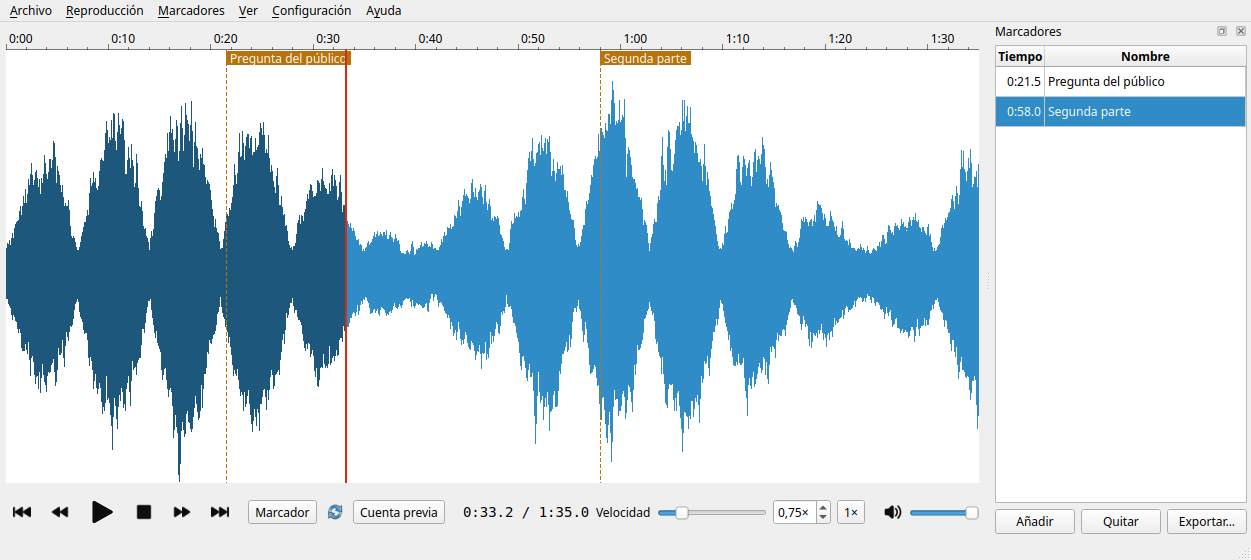 Archivo Reproducción Marcadores Ver Configuración Ayuda
0:00 0:10 0:20 0:30 0:40 0:50 1:00 1:10 1:20 1:30
Pregunta del público Segunda parte
Marcadores
Tiempo Nombre
0:21.5 Pregunta del público
0:58.0 Segunda parte
Marcador Cuenta previa 0:33.2 / 1:35.0 Velocidad 0,75× 1×
Añadir Quitar Exportar...